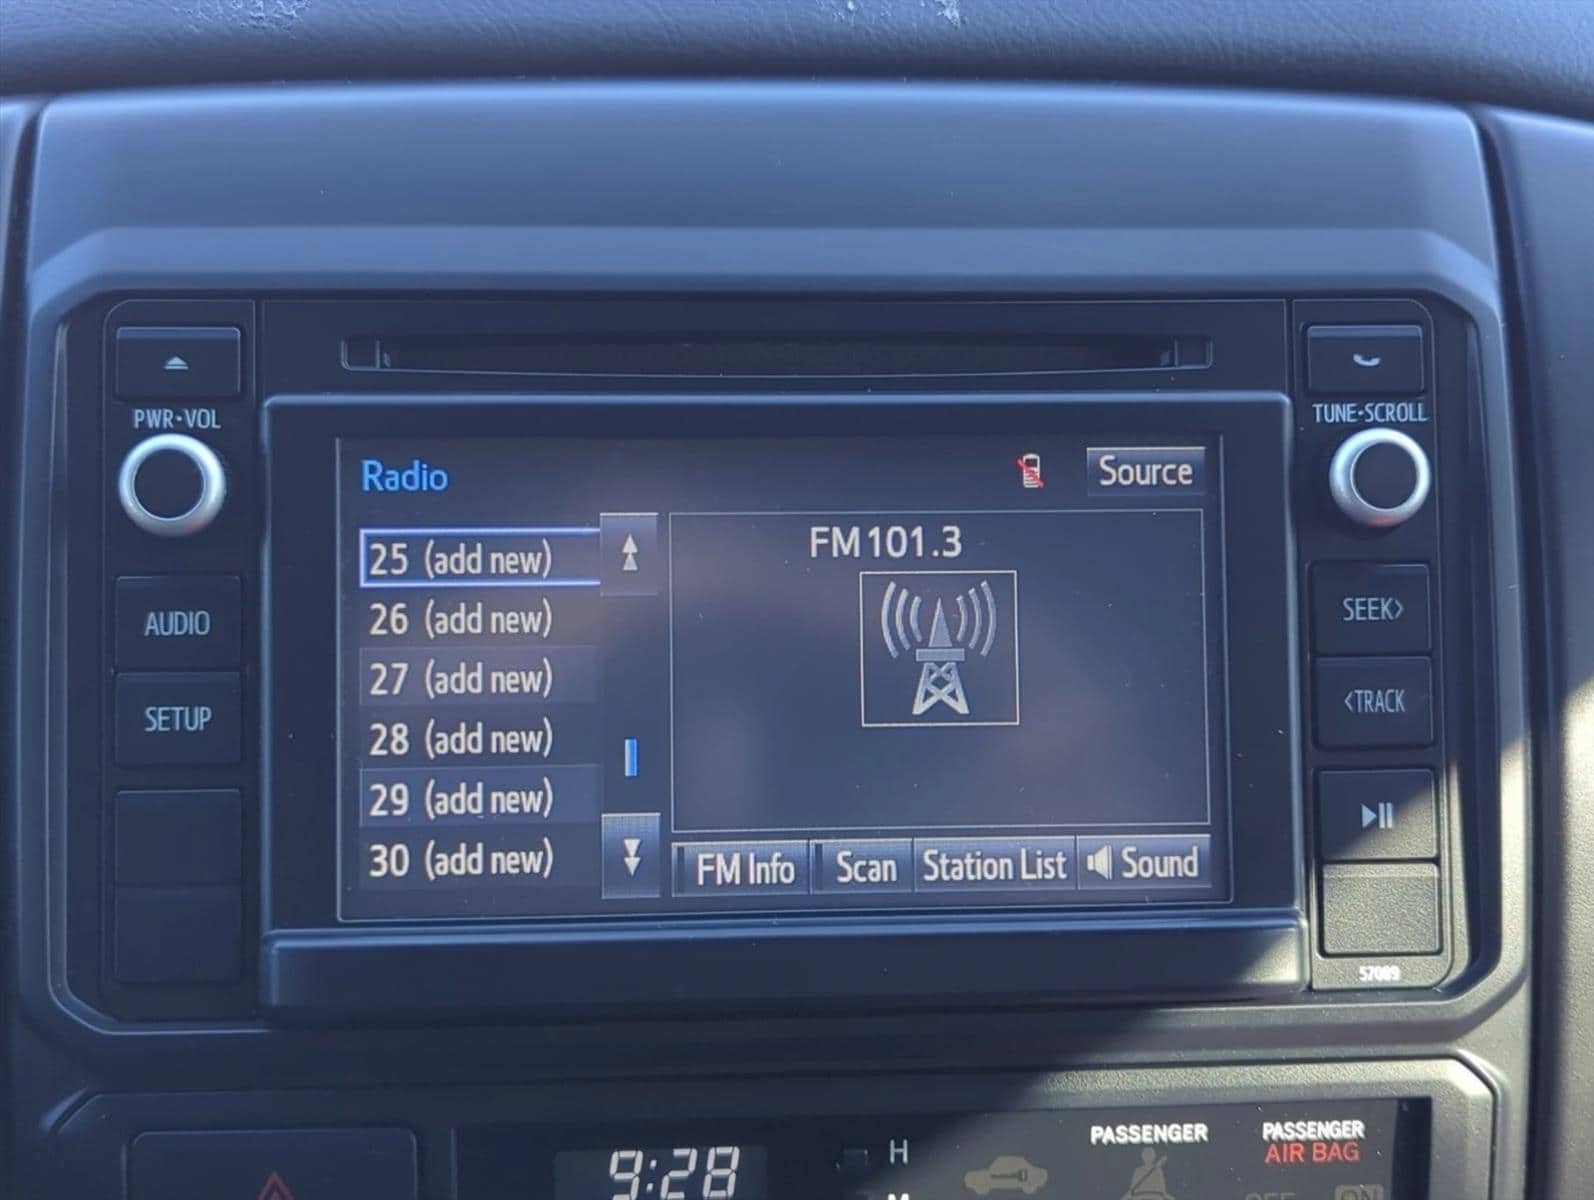 PWR•VOL
TUNE•SCROLL
Radio
Source
25 (add new)
26 (add new)
27 (add new)
28 (add new)
29 (add new)
30 (add new)
FM 101.3
FM Info
Scan
Station List
Sound
AUDIO
SETUP
SEEK>
<TRACK
57089
9:28
H
M
PASSENGER
PASSENGER
AIR BAG
OFF